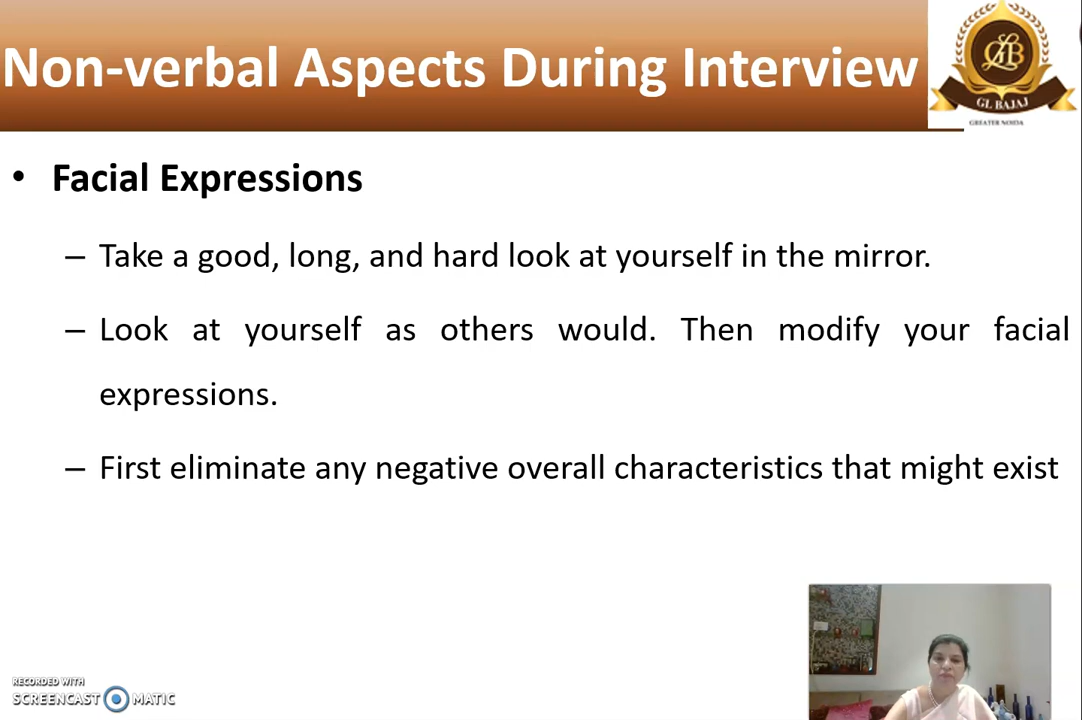 Non-verbal Aspects During Interview
GL BAJAJ
GREATER NOIDA
• Facial Expressions
– Take a good, long, and hard look at yourself in the mirror.
– Look at yourself as others would. Then modify your facial
expressions.
– First eliminate any negative overall characteristics that might exist
RECORDED WITH
SCREENCAST MATIC